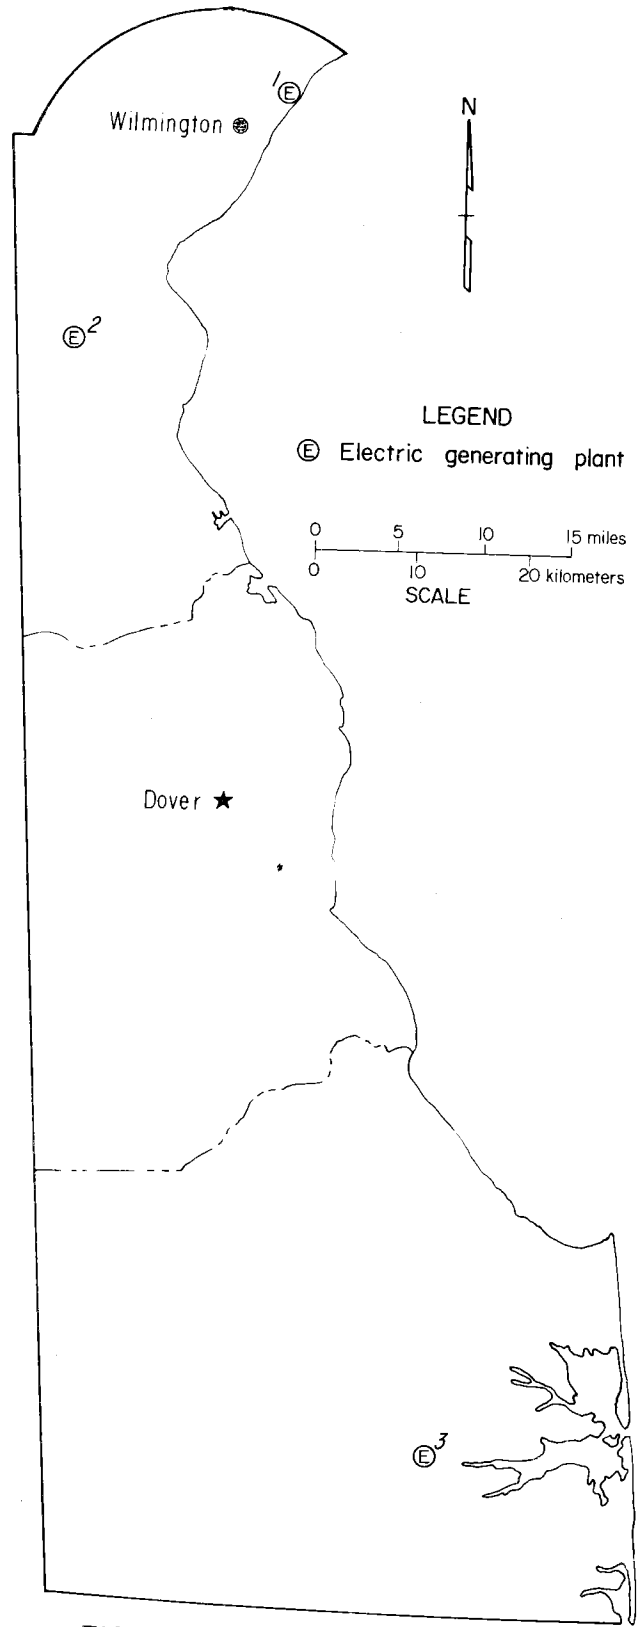 1
E
Wilmington
N
E 2
LEGEND
E Electric generating plant
0 5 10 15 miles
0 10 20 kilometers
SCALE
Dover
3
E